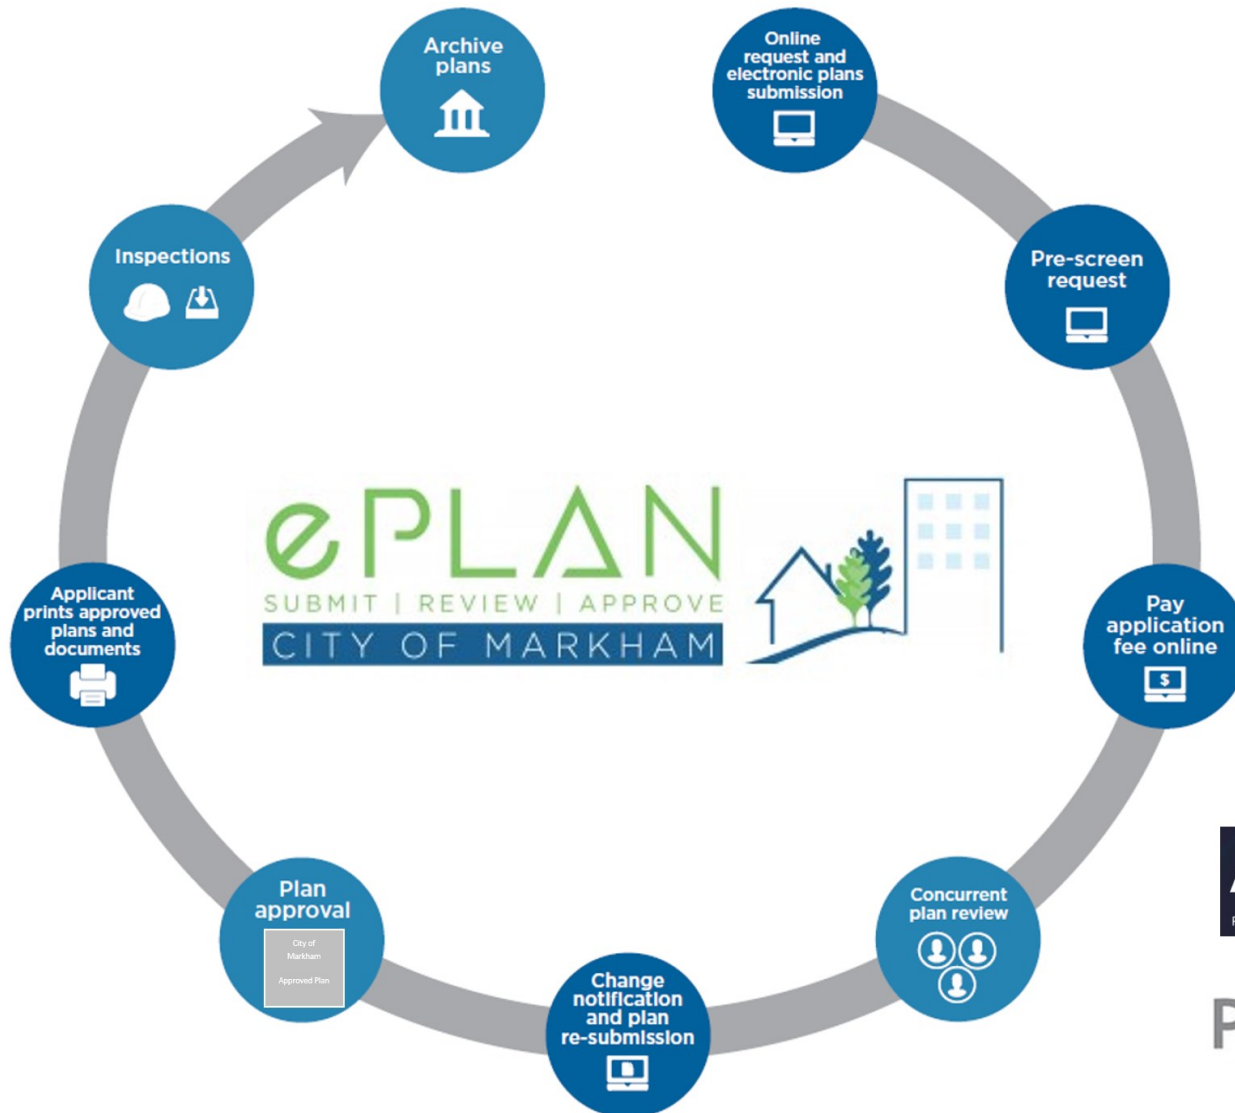 Archive
plans
Online
request and
electronic plans
submission
Pre-screen
request
Pay
application
fee online
$
Concurrent
plan review
Change
notification
and plan
re-submission
Plan
approval
City of
Markham
Approved Plan
Applicant
prints approved
plans and
documents
Inspections
ePLAN
SUBMIT | REVIEW | APPROVE
CITY OF MARKHAM